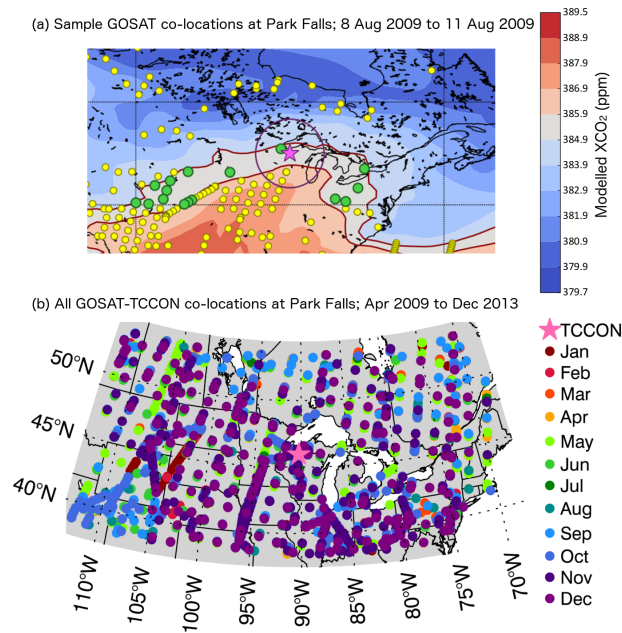 (a) Sample GOSAT co-locations at Park Falls; 8 Aug 2009 to 11 Aug 2009
389.5
388.9
387.9
386.9
385.9
384.9
383.9
382.9
381.9
380.9
379.9
379.7
Modelled XCO₂ (ppm)
(b) All GOSAT-TCCON co-locations at Park Falls; Apr 2009 to Dec 2013
50°N
45°N
40°N
110°W
105°W
100°W
95°W
90°W
85°W
80°W
75°W
70°W
TCCON
Jan
Feb
Mar
Apr
May
Jun
Jul
Aug
Sep
Oct
Nov
Dec